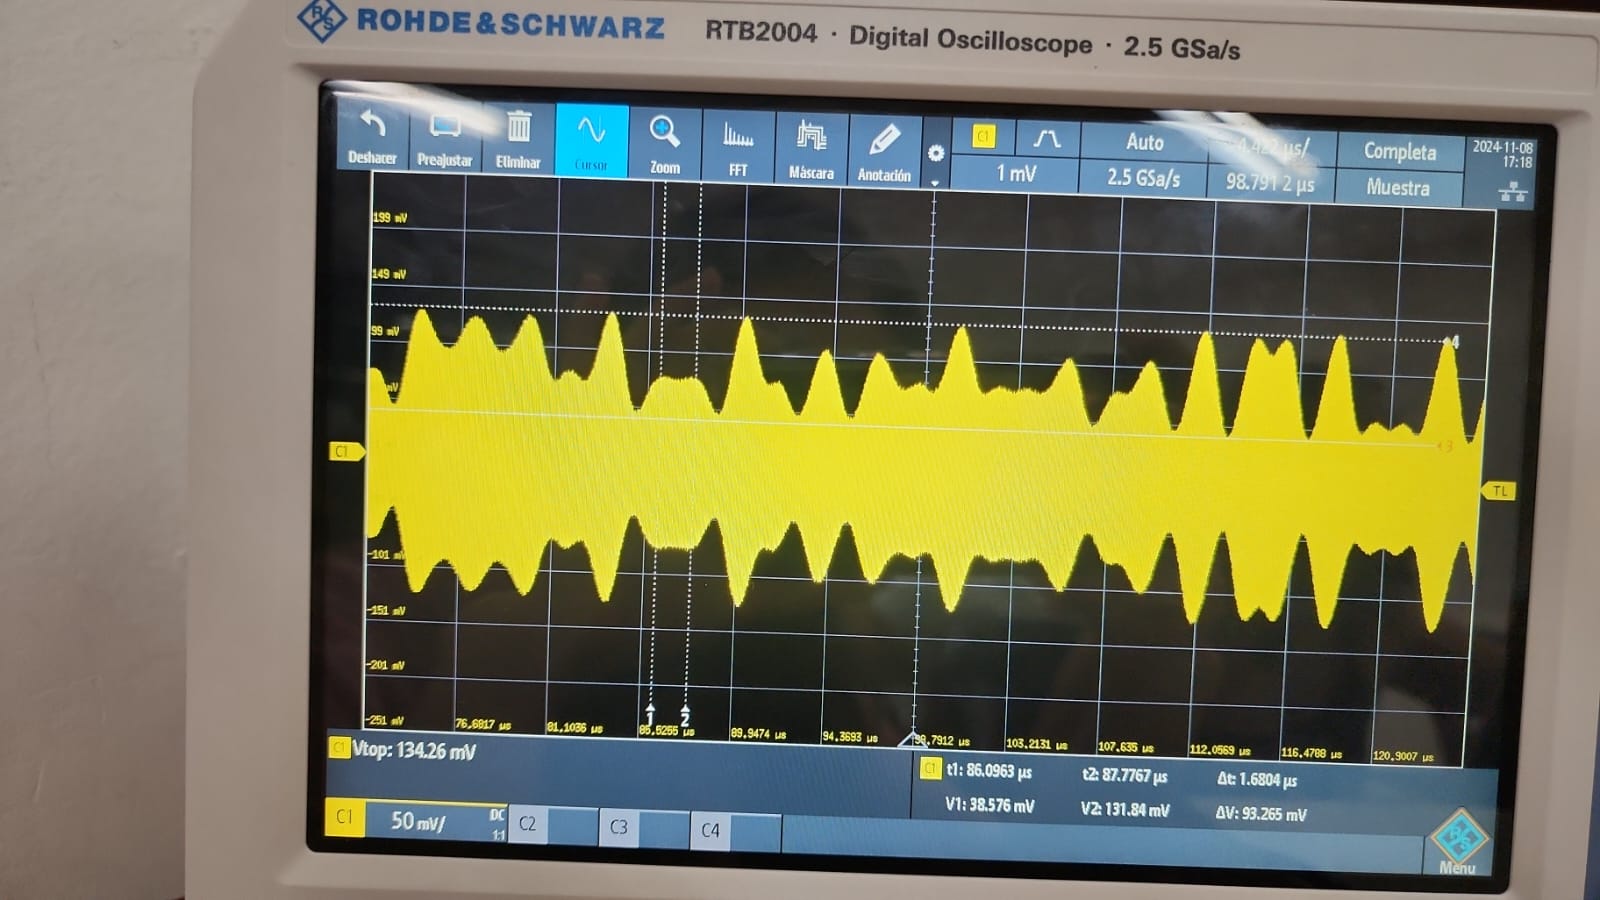 ROHDE&SCHWARZ RTB2004 · Digital Oscilloscope · 2.5 GSa/s
Deshacer Preajustar Eliminar Cursor Zoom FFT Máscara Anotación
C1 Auto 4.422 µs/ Completa 2024-11-08
1 mV 2.5 GSa/s 98.791 2 µs Muestra 17:18
199 mV
149 mV
99 mV
mV
4
C1
3
TL
-101 mV
-151 mV
-201 mV
-251 mV
1 2
76.6817 µs 81.1036 µs 85.5255 µs 89.9474 µs 94.3693 µs 98.7912 µs 103.2131 µs 107.635 µs 112.0569 µs 116.4788 µs 120.9007 µs
C1 Vtop: 134.26 mV
C1 t1: 86.0963 µs t2: 87.7767 µs Δt: 1.6804 µs
V1: 38.576 mV V2: 131.84 mV ΔV: 93.265 mV
C1 50 mV/ DC 1:1 C2 C3 C4
R&S
Menu